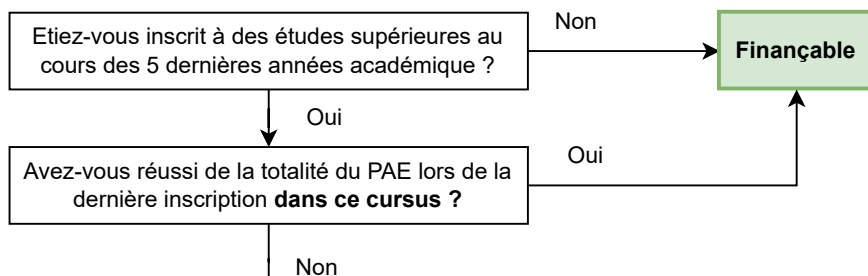 Etiez-vous inscrit à des études supérieures au
cours des 5 dernières années académique ?
Non
Finançable
Oui
Avez-vous réussi de la totalité du PAE lors de la
dernière inscription dans ce cursus ?
Oui
Non